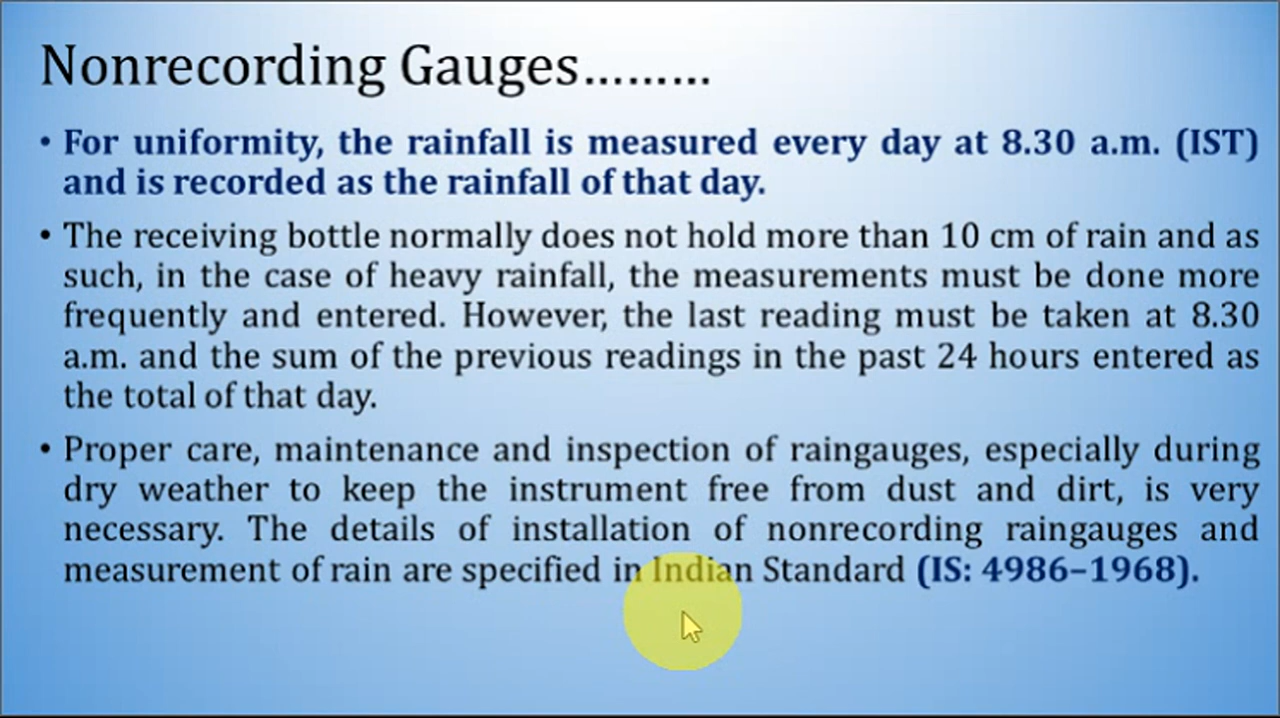 Nonrecording Gauges.........
• For uniformity, the rainfall is measured every day at 8.30 a.m. (IST)
and is recorded as the rainfall of that day.
• The receiving bottle normally does not hold more than 10 cm of rain and as
such, in the case of heavy rainfall, the measurements must be done more
frequently and entered. However, the last reading must be taken at 8.30
a.m. and the sum of the previous readings in the past 24 hours entered as
the total of that day.
• Proper care, maintenance and inspection of raingauges, especially during
dry weather to keep the instrument free from dust and dirt, is very
necessary. The details of installation of nonrecording raingauges and
measurement of rain are specified in Indian Standard (IS: 4986–1968).